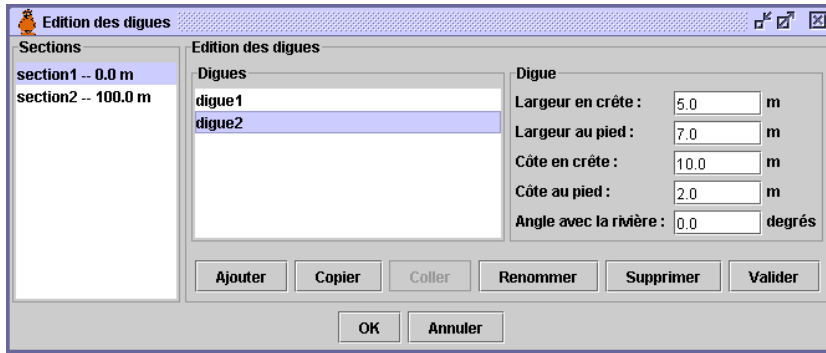 Edition des digues
Sections
section1 -- 0.0 m
section2 -- 100.0 m
Edition des digues
Digues
digue1
digue2
Digue
Largeur en crête : 5.0 m
Largeur au pied : 7.0 m
Côte en crête : 10.0 m
Côte au pied : 2.0 m
Angle avec la rivière : 0.0 degrés
Ajouter Copier Coller Renommer Supprimer Valider
OK Annuler